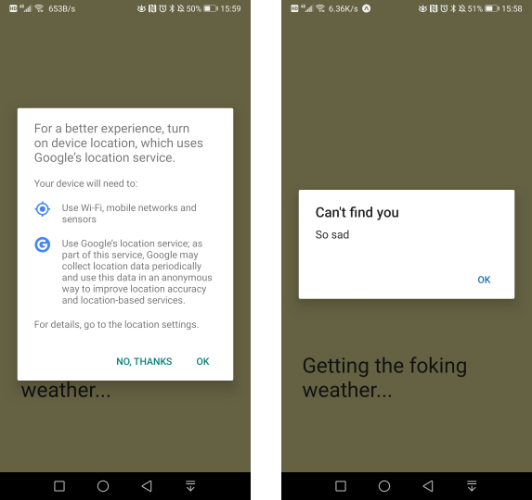 653B/s
50% 15:59
For a better experience, turn
on device location, which uses
Google's location service.
Your device will need to:
Use Wi-Fi, mobile networks and
sensors
Use Google's location service; as
part of this service, Google may
collect location data periodically
and use this data in an anonymous
way to improve location accuracy
and location-based services.
For details, go to the location settings.
NO, THANKS OK
weather...
6.36K/s
51% 15:58
Can't find you
So sad
OK
Getting the foking
weather...